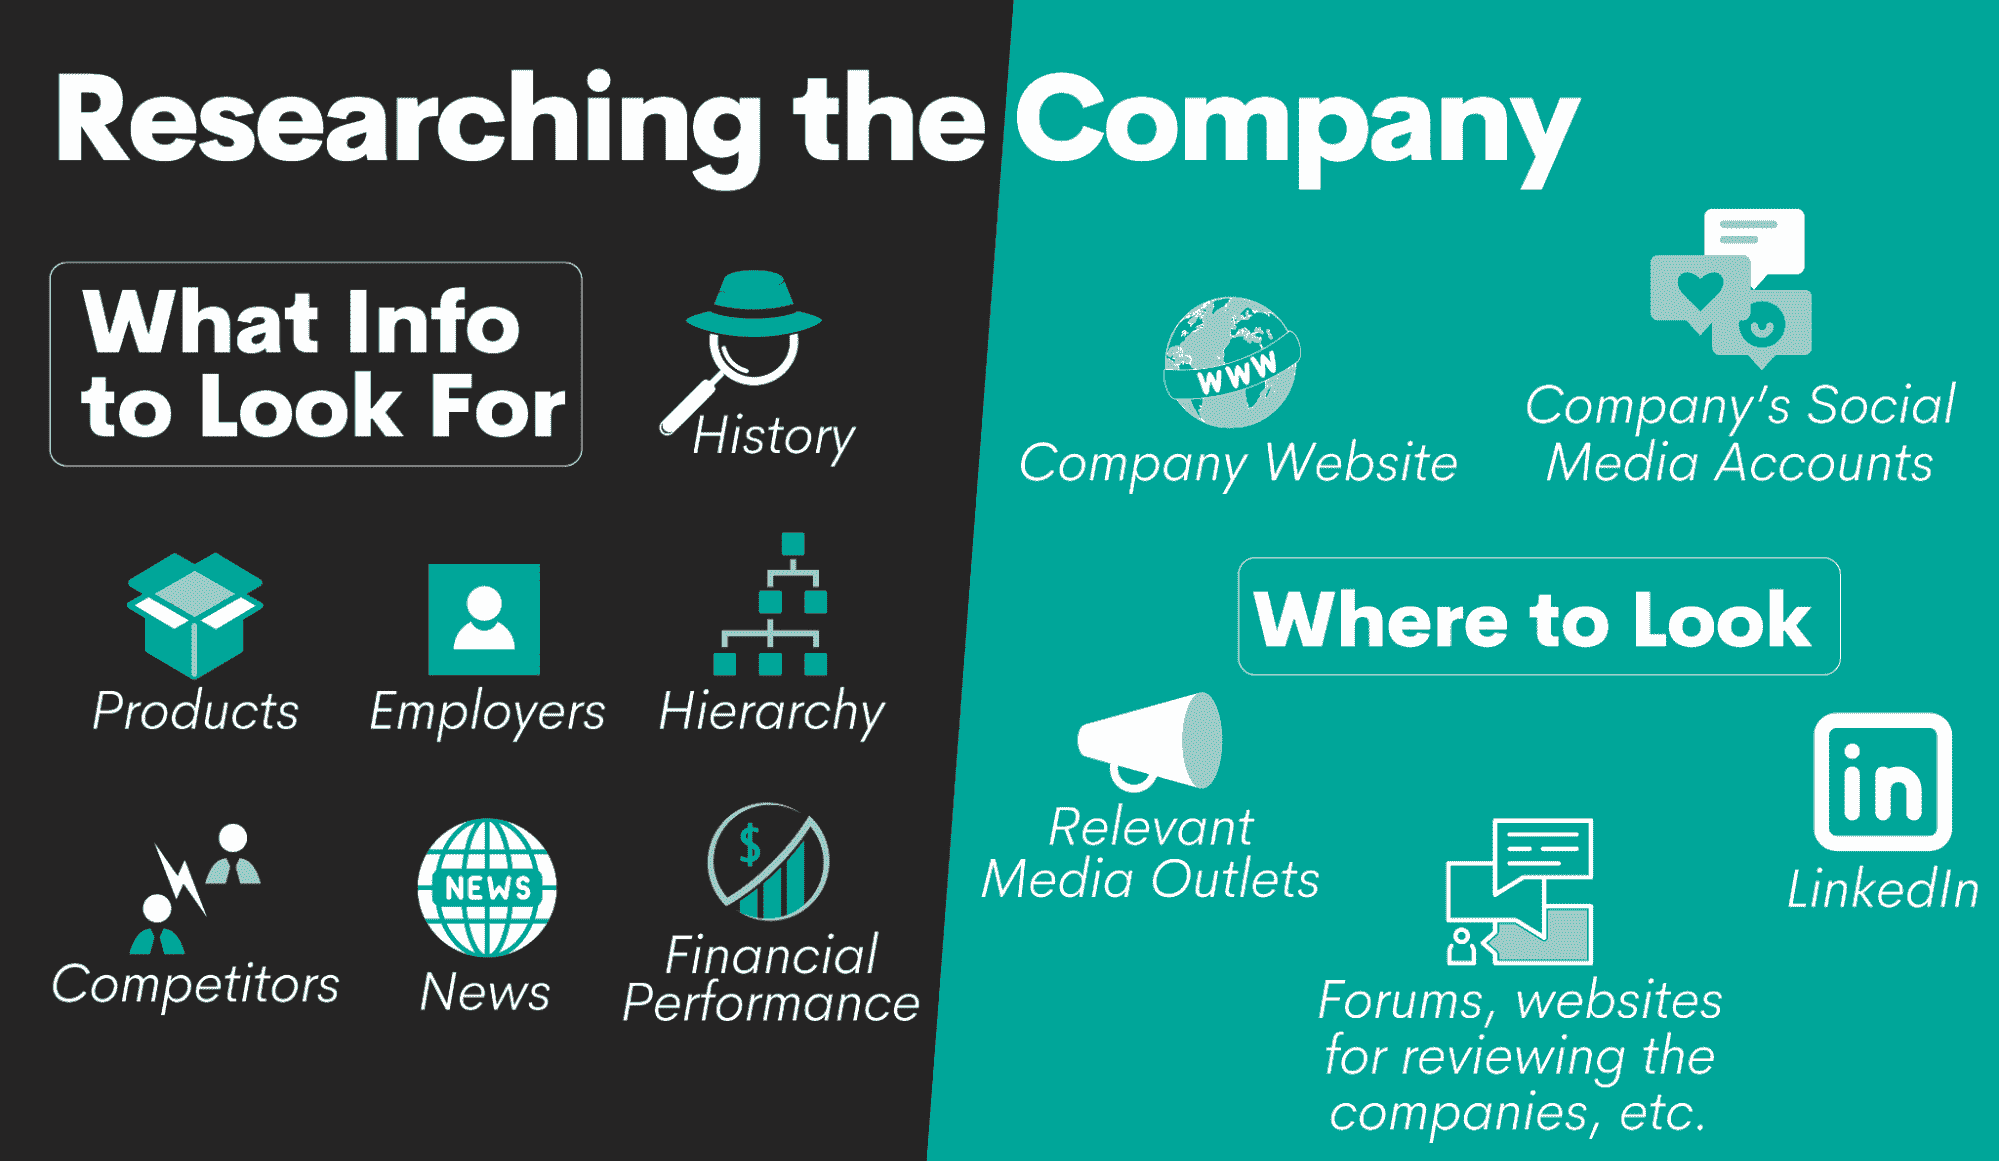 Researching the Company
What Info
to Look For
History
Products
Employers
Hierarchy
Competitors
NEWS
News
$
Financial
Performance
WWW
Company Website
Company's Social
Media Accounts
Where to Look
Relevant
Media Outlets
in
LinkedIn
Forums, websites
for reviewing the
companies, etc.